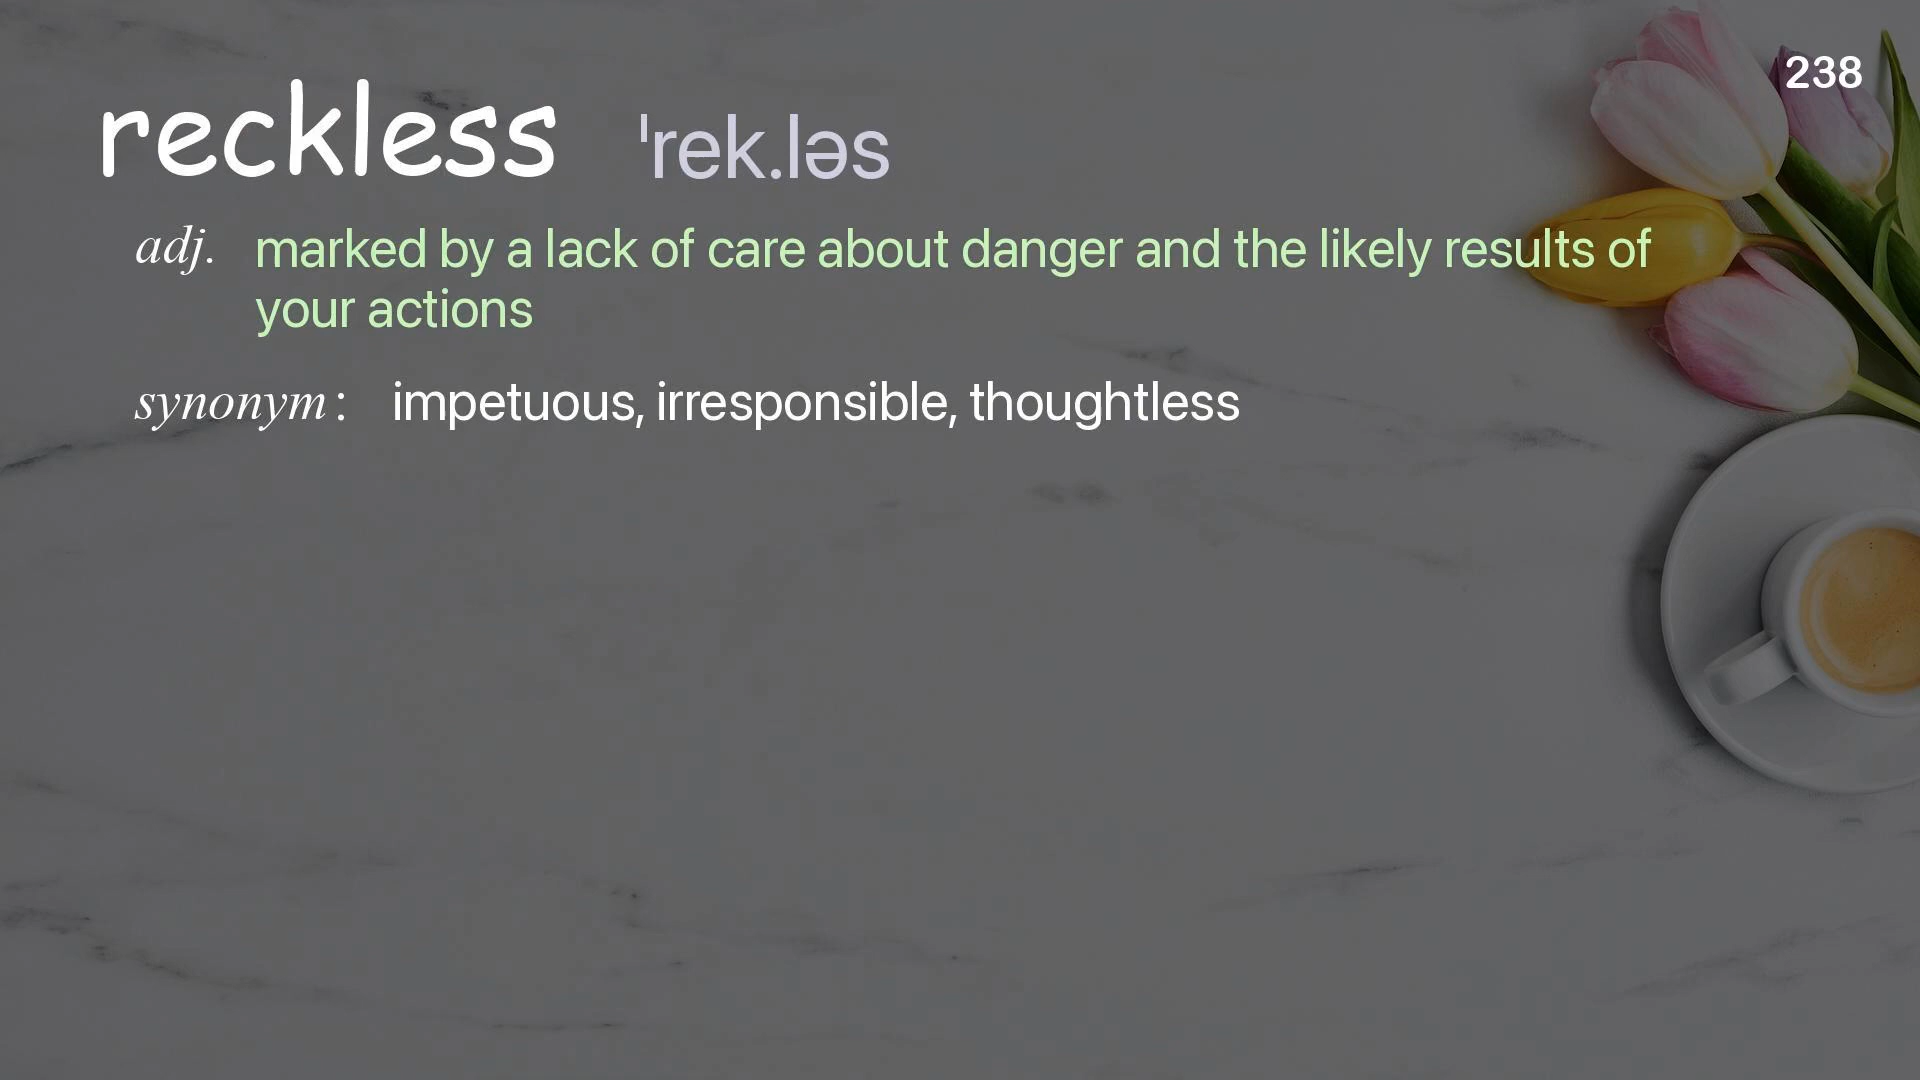 238
reckless ˈrek.ləs
adj. marked by a lack of care about danger and the likely results of
your actions
synonym : impetuous, irresponsible, thoughtless